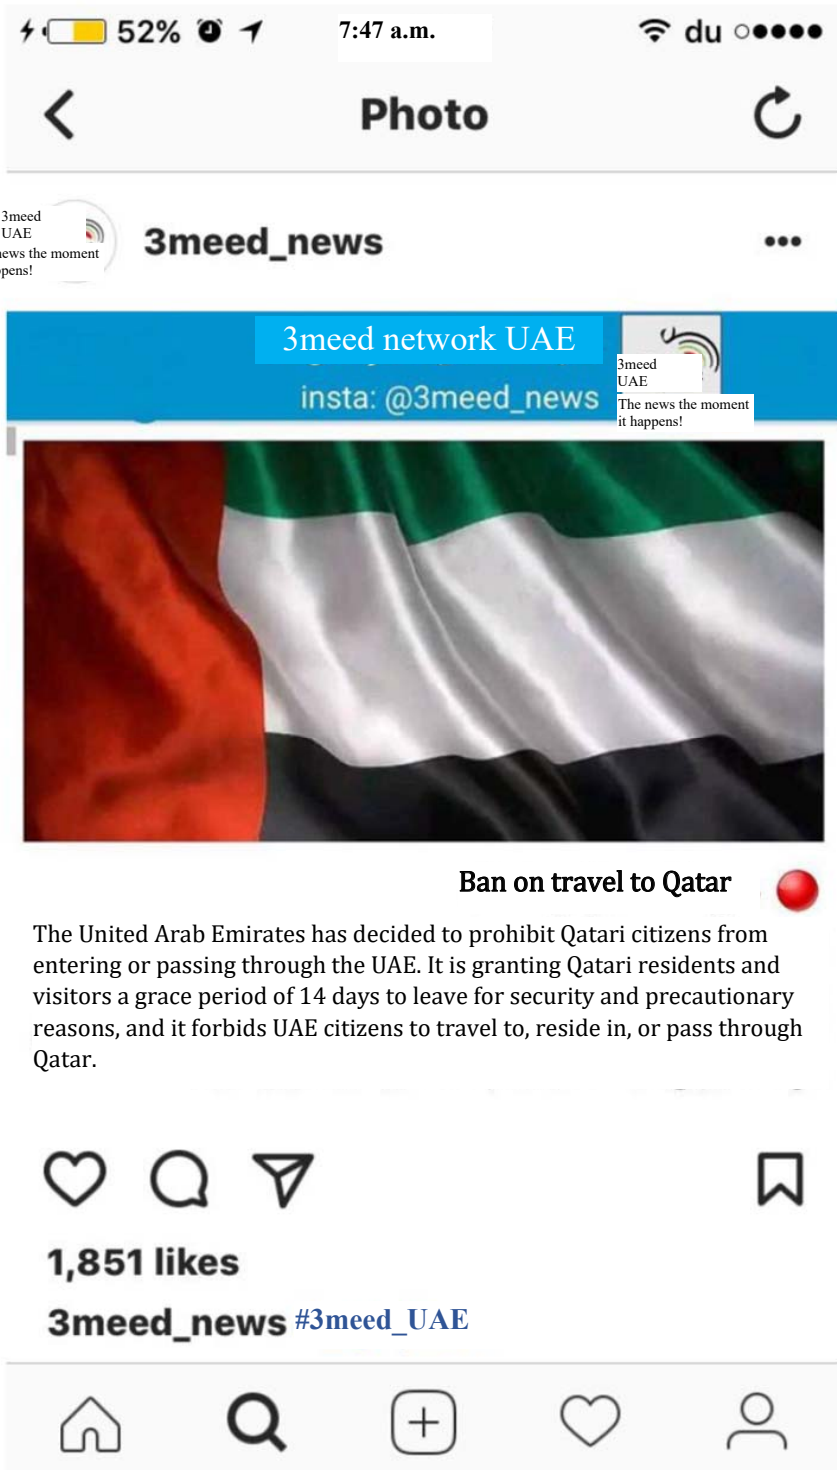 52% 7:47 a.m. du
Photo
3meed
UAE
news the moment
3meed_news
3meed network UAE
insta: @3meed_news
3meed
UAE
The news the moment
it happens!
Ban on travel to Qatar
The United Arab Emirates has decided to prohibit Qatari citizens from
entering or passing through the UAE. It is granting Qatari residents and
visitors a grace period of 14 days to leave for security and precautionary
reasons, and it forbids UAE citizens to travel to, reside in, or pass through
Qatar.
1,851 likes
3meed_news #3meed_UAE